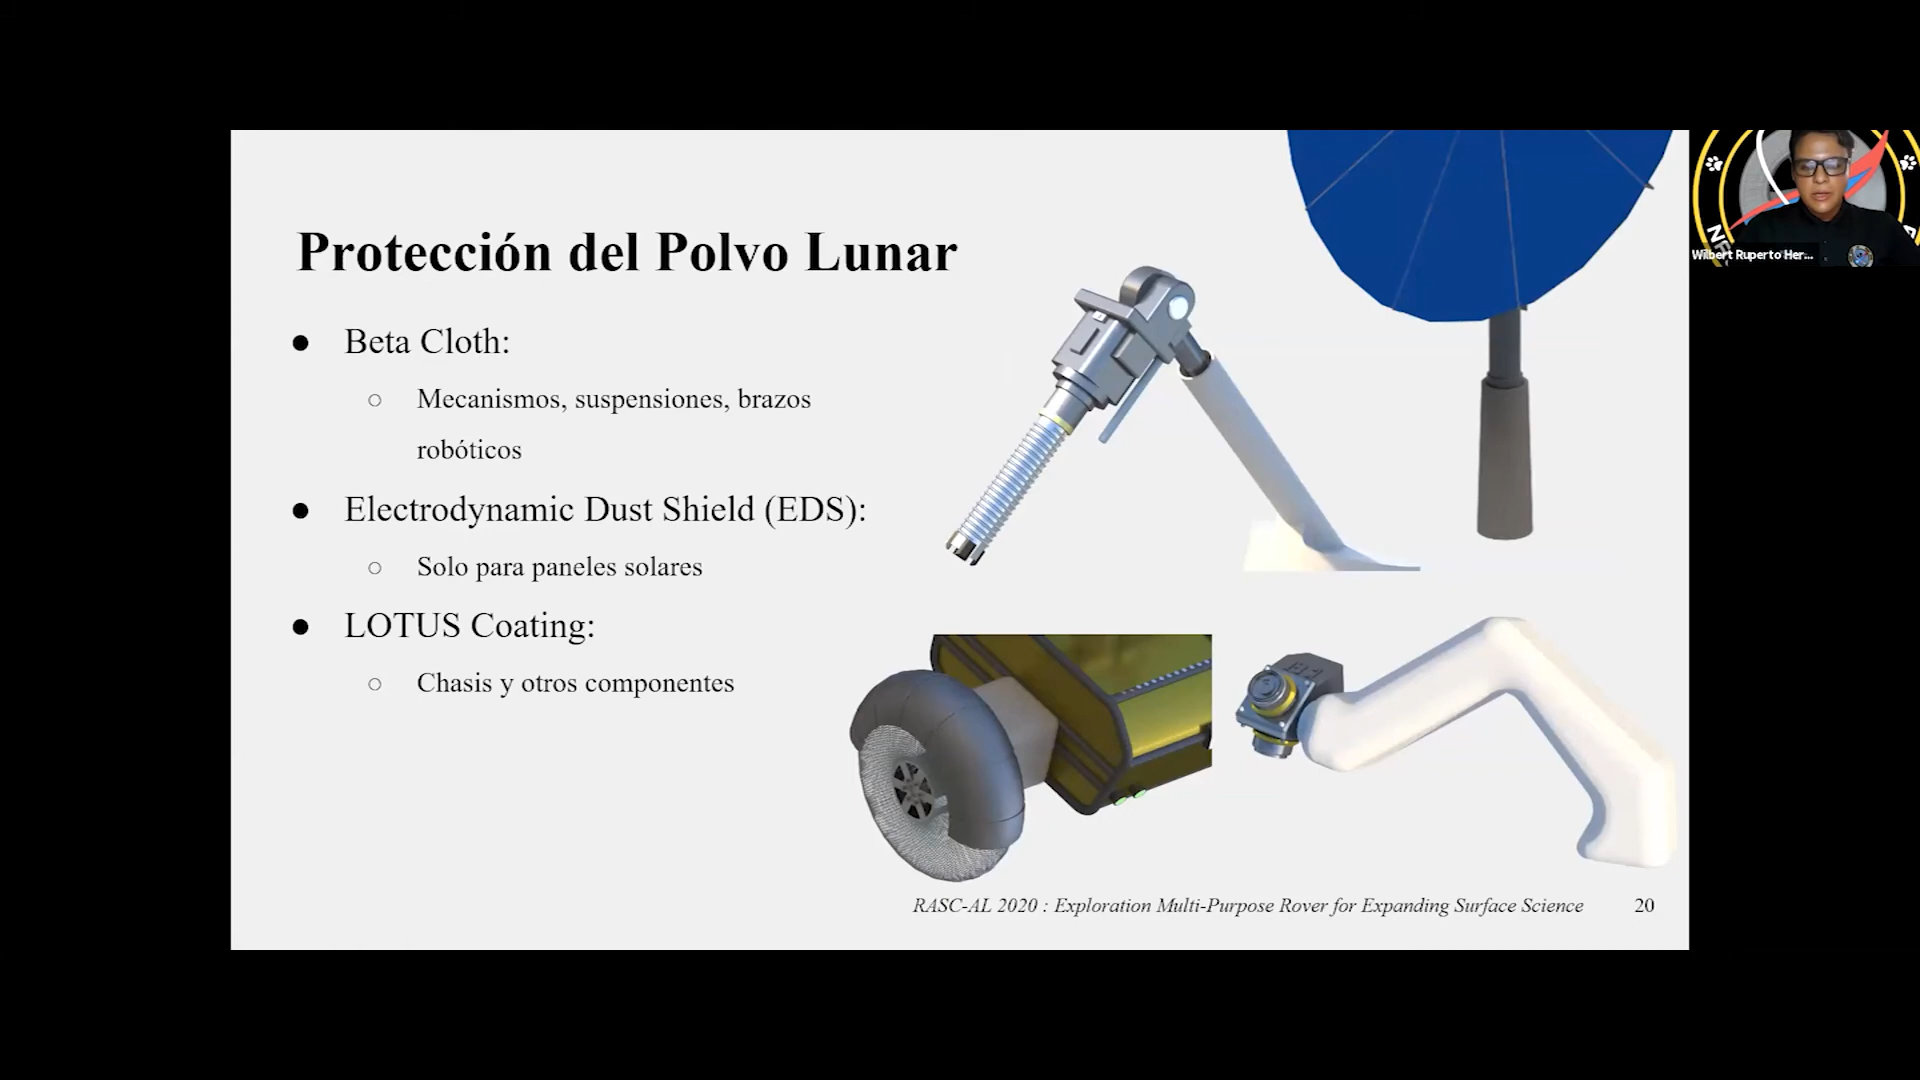 Protección del Polvo Lunar
● Beta Cloth:
○ Mecanismos, suspensiones, brazos
robóticos
● Electrodynamic Dust Shield (EDS):
○ Solo para paneles solares
● LOTUS Coating:
○ Chasis y otros componentes
RASC-AL 2020 : Exploration Multi-Purpose Rover for Expanding Surface Science 20
Wilbert Ruperto Her...